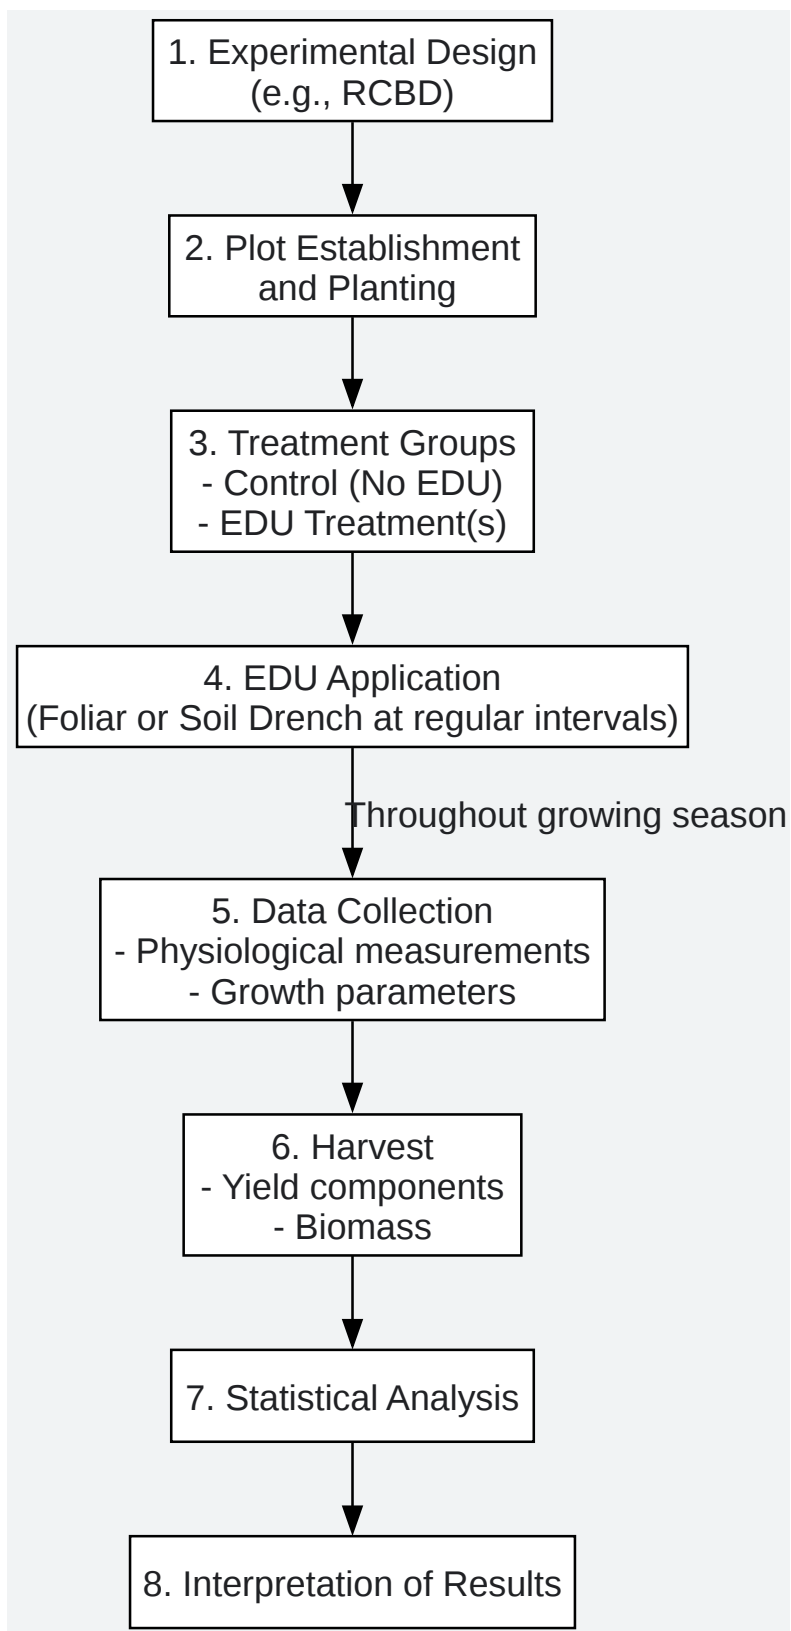 1. Experimental Design
(e.g., RCBD)
2. Plot Establishment
and Planting
3. Treatment Groups
- Control (No EDU)
- EDU Treatment(s)
4. EDU Application
(Foliar or Soil Drench at regular intervals)
Throughout growing season
5. Data Collection
- Physiological measurements
- Growth parameters
6. Harvest
- Yield components
- Biomass
7. Statistical Analysis
8. Interpretation of Results